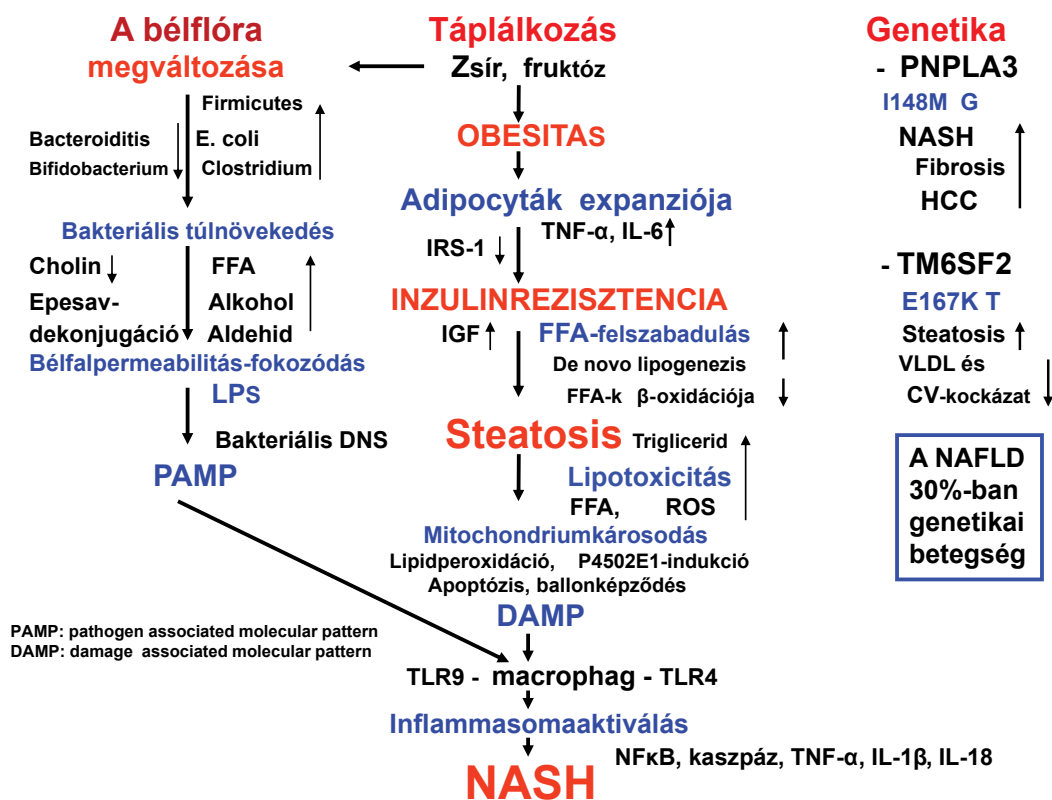 A bélflóra
megváltozása
Firmicutes
Bacteroiditis
E. coli
Bifidobacterium
Clostridium
Bakteriális túlnövekedés
Cholin
FFA
Epesav-
Alkohol
dekonjugáció
Aldehid
Bélfalpermeabilitás-fokozódás
LPS
Bakteriális DNS
PAMP
PAMP: pathogen associated molecular pattern
DAMP: damage associated molecular pattern
Táplálkozás
Zsír, fruktóz
OBESITAS
Adipocyták expanziója
TNF-α, IL-6
IRS-1
INZULINREZISZTENCIA
IGF
FFA-felszabadulás
De novo lipogenezis
FFA-k β-oxidációja
Steatosis Triglicerid
Lipotoxicitás
FFA, ROS
Mitochondriumkárosodás
Lipidperoxidáció, P4502E1-indukció
Apoptózis, ballonképződés
DAMP
TLR9 - macrophag - TLR4
Inflammasomaaktiválás
NFκB, kaszpáz, TNF-α, IL-1β, IL-18
NASH
Genetika
- PNPLA3
I148M G
NASH
Fibrosis
HCC
- TM6SF2
E167K T
Steatosis
VLDL és
CV-kockázat
A NAFLD
30%-ban
genetikai
betegség